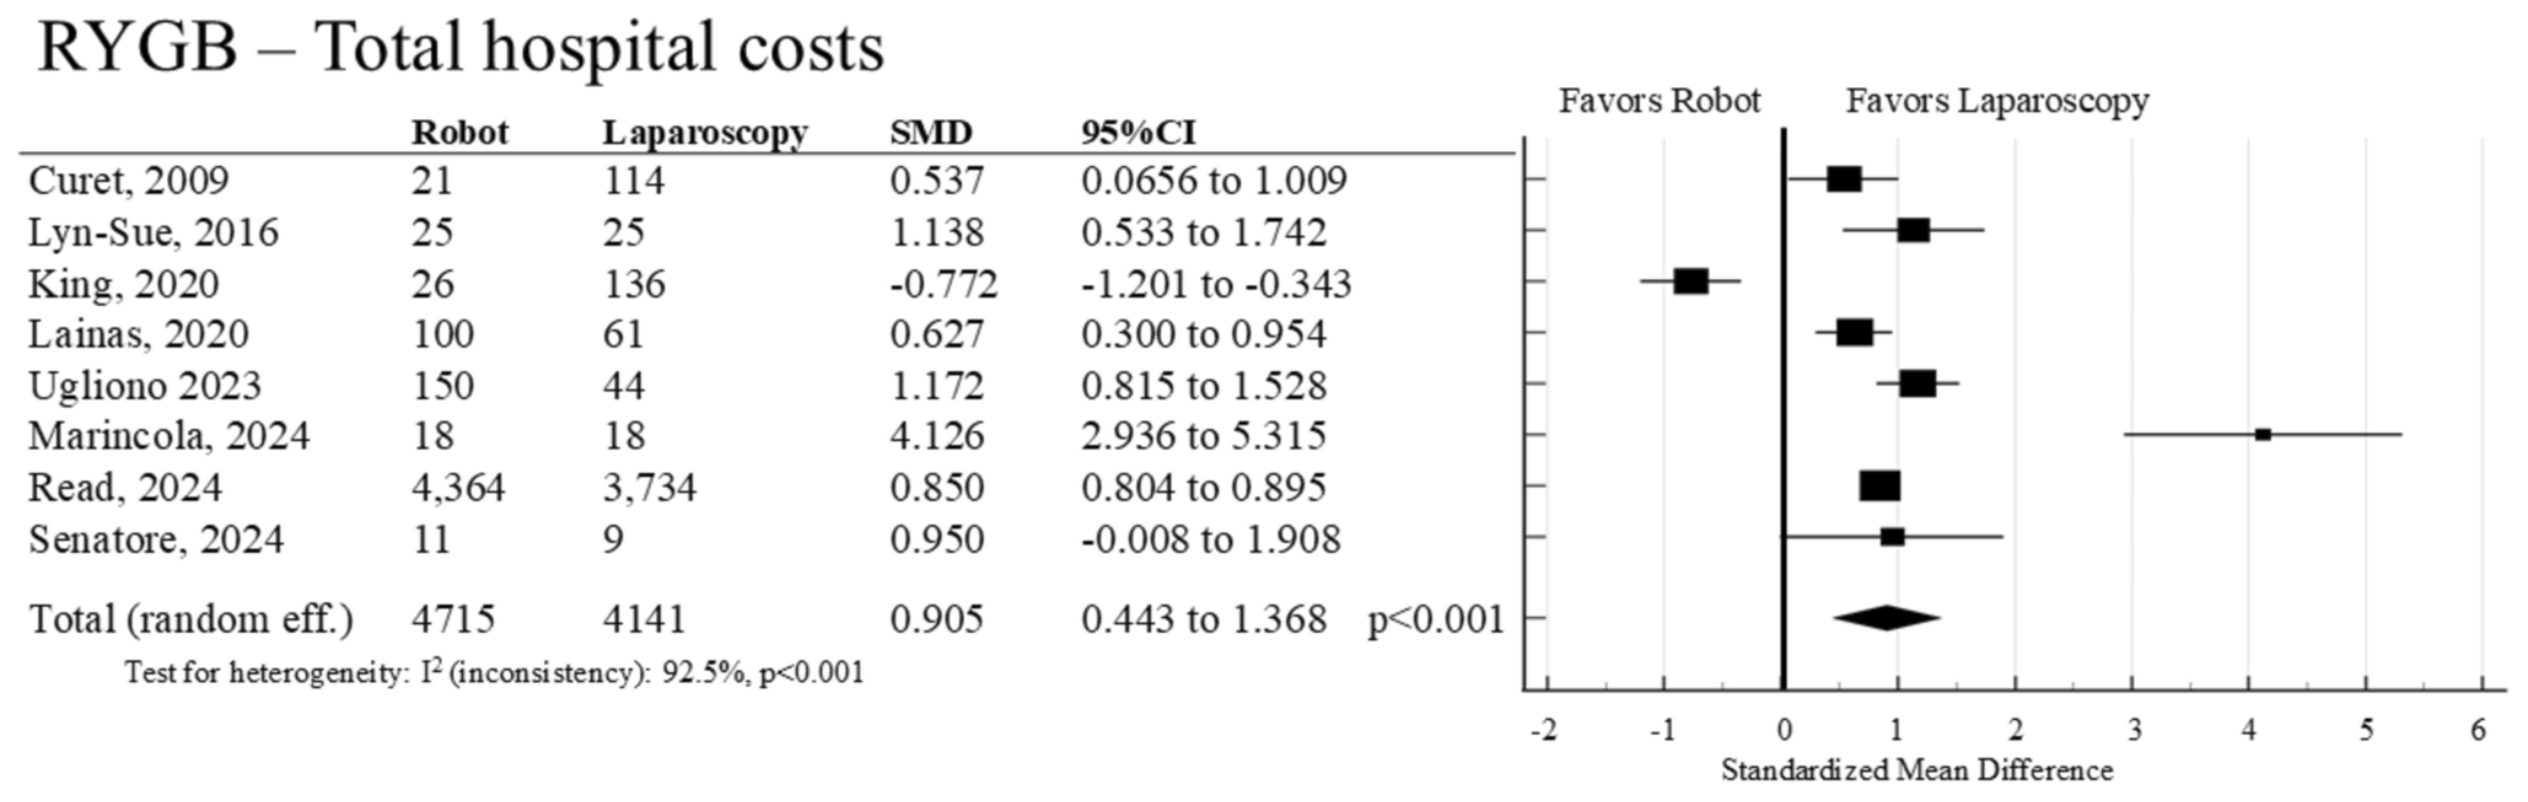 RYGB – Total hospital costs
Favors Robot Favors Laparoscopy
Robot Laparoscopy SMD 95%CI
Curet, 2009 21 114 0.537 0.0656 to 1.009
Lyn-Sue, 2016 25 25 1.138 0.533 to 1.742
King, 2020 26 136 -0.772 -1.201 to -0.343
Lainas, 2020 100 61 0.627 0.300 to 0.954
Ugliono 2023 150 44 1.172 0.815 to 1.528
Marincola, 2024 18 18 4.126 2.936 to 5.315
Read, 2024 4,364 3,734 0.850 0.804 to 0.895
Senatore, 2024 11 9 0.950 -0.008 to 1.908
Total (random eff.) 4715 4141 0.905 0.443 to 1.368 p<0.001
Test for heterogeneity: I² (inconsistency): 92.5%, p<0.001
-2 -1 0 1 2 3 4 5 6
Standardized Mean Difference